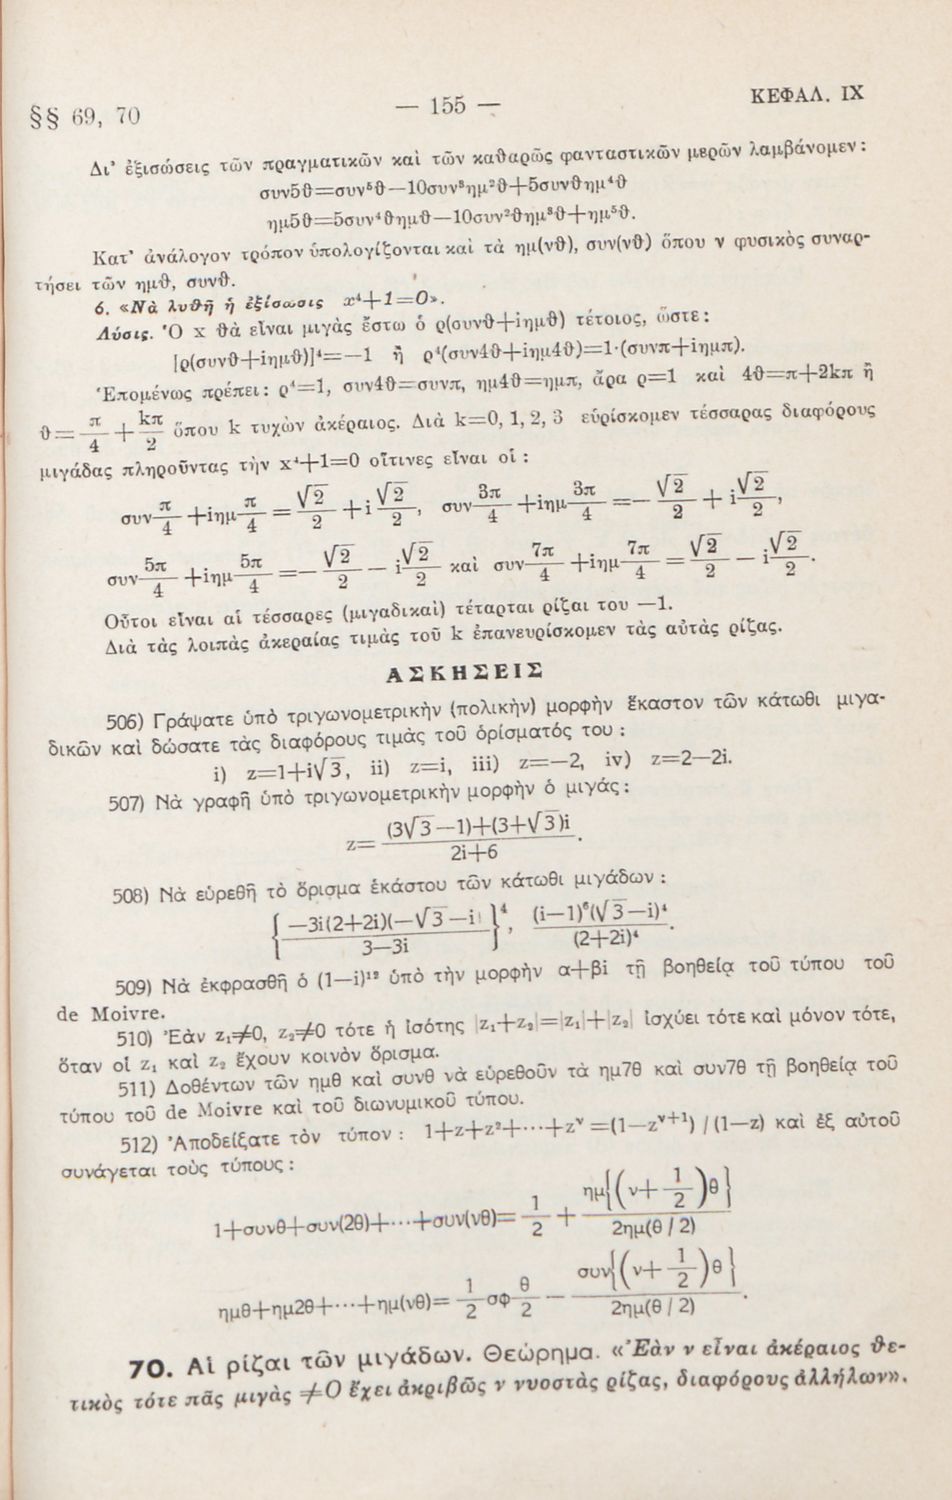 §§ 69, 70 — 155 — ΚΕΦΑΛ. IX
Δι' ἐξισώσεις τῶν πραγματικῶν καὶ τῶν καθαρῶς φανταστικῶν μερῶν λαμβάνομεν:
συν5θ=συν⁵θ—10συν³ημ²θ+5συνθημ⁴θ
ημ5θ=5συν⁴θημθ—10συν²θημ³θ+ημ⁵θ.
Κατ' ἀνάλογον τρόπον ὑπολογίζονται καὶ τὰ ημ(νθ), συν(νθ) ὅπου ν φυσικὸς συναρ-
τήσει τῶν ημθ, συνθ.
6. «Νὰ λυθῇ ἡ ἐξίσωσις x⁴+1=0».
Λύσις. Ὁ x θὰ εἶναι μιγὰς ἔστω ὁ ρ(συνθ+iημθ) τέτοιος, ὥστε:
[ρ(συνθ+iημθ)]⁴=—1 ἢ ρ⁴(συν4θ+iημ4θ)=1·(συνπ+iημπ).
Ἑπομένως πρέπει: ρ⁴=1, συν4θ=συνπ, ημ4θ=ημπ, ἄρα ρ=1 καὶ 4θ=π+2kπ ἢ
θ= π/4 + kπ/2 ὅπου k τυχὼν ἀκέραιος. Διὰ k=0, 1, 2, 3 εὑρίσκομεν τέσσαρας διαφόρους
μιγάδας πληροῦντας τὴν x⁴+1=0 οἵτινες εἶναι οἱ:
συν π/4 +iημ π/4 = √2/2 +i √2/2, συν 3π/4 +iημ 3π/4 =— √2/2 + i √2/2,
συν 5π/4 +iημ 5π/4 =— √2/2 — i √2/2 καὶ συν 7π/4 +iημ 7π/4 = √2/2 — i √2/2.
Οὗτοι εἶναι αἱ τέσσαρες (μιγαδικαὶ) τέταρται ρίζαι του —1.
Διὰ τὰς λοιπὰς ἀκεραίας τιμὰς τοῦ k ἐπανευρίσκομεν τὰς αὐτὰς ρίζας.
ΑΣΚΗΣΕΙΣ
506) Γράψατε ὑπὸ τριγωνομετρικὴν (πολικὴν) μορφὴν ἕκαστον τῶν κάτωθι μιγα-
δικῶν καὶ δώσατε τὰς διαφόρους τιμὰς τοῦ ὁρίσματός του:
i) z=1+i√3, ii) z=i, iii) z=—2, iv) z=2—2i.
507) Νὰ γραφῇ ὑπὸ τριγωνομετρικὴν μορφὴν ὁ μιγάς:
z= (3√3—1)+(3+√3)i / 2i+6 .
508) Νὰ εὑρεθῇ τὸ ὅρισμα ἑκάστου τῶν κάτωθι μιγάδων:
{ —3i(2+2i)(—√3—i) / 3—3i }⁴, (i—1)⁶(√3—i)⁴ / (2+2i)⁴ .
509) Νὰ ἐκφρασθῇ ὁ (1—i)¹² ὑπὸ τὴν μορφὴν α+βi τῇ βοηθείᾳ τοῦ τύπου τοῦ
de Moivre.
510) Ἐὰν z₁≠0, z₂≠0 τότε ἡ ἰσότης |z₁+z₂|=|z₁|+|z₂| ἰσχύει τότε καὶ μόνον τότε,
ὅταν οἱ z₁ καὶ z₂ ἔχουν κοινὸν ὅρισμα.
511) Δοθέντων τῶν ημθ καὶ συνθ νὰ εὑρεθοῦν τὰ ημ7θ καὶ συν7θ τῇ βοηθείᾳ τοῦ
τύπου τοῦ de Moivre καὶ τοῦ διωνυμικοῦ τύπου.
512) Ἀποδείξατε τὸν τύπον: 1+z+z²+···+zᵛ=(1—zᵛ⁺¹) / (1—z) καὶ ἐξ αὐτοῦ
συνάγεται τοὺς τύπους:
1+συνθ+συν(2θ)+···+συν(νθ)= 1/2 + ημ{(ν+ 1/2 )θ} / 2ημ(θ/2)
ημθ+ημ2θ+···+ημ(νθ)= 1/2 σφ θ/2 — συν{(ν+ 1/2 )θ} / 2ημ(θ/2) .
70. Αἱ ρίζαι τῶν μιγάδων. Θεώρημα. «Ἐὰν ν εἶναι ἀκέραιος θε-
τικὸς τότε πᾶς μιγὰς ≠0 ἔχει ἀκριβῶς ν νυοστὰς ρίζας, διαφόρους ἀλλήλων».